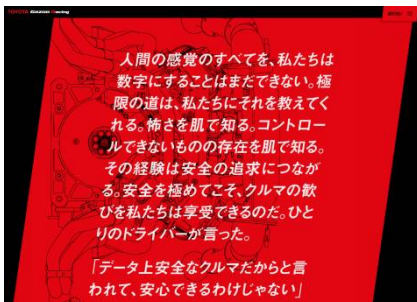 TOYOTA Gazoo Racing
MENU
人間の感覚のすべてを、私たちは
数字にすることはまだできない。極
限の道は、私たちにそれを教えてく
れる。怖さを肌で知る。コントロー
ルできないものの存在を肌で知る。
その経験は安全の追求につなが
る。安全を極めてこそ、クルマの歓
びを私たちは享受できるのだ。ひと
りのドライバーが言った。
「データ上安全なクルマだからと言
われて、安心できるわけじゃない」